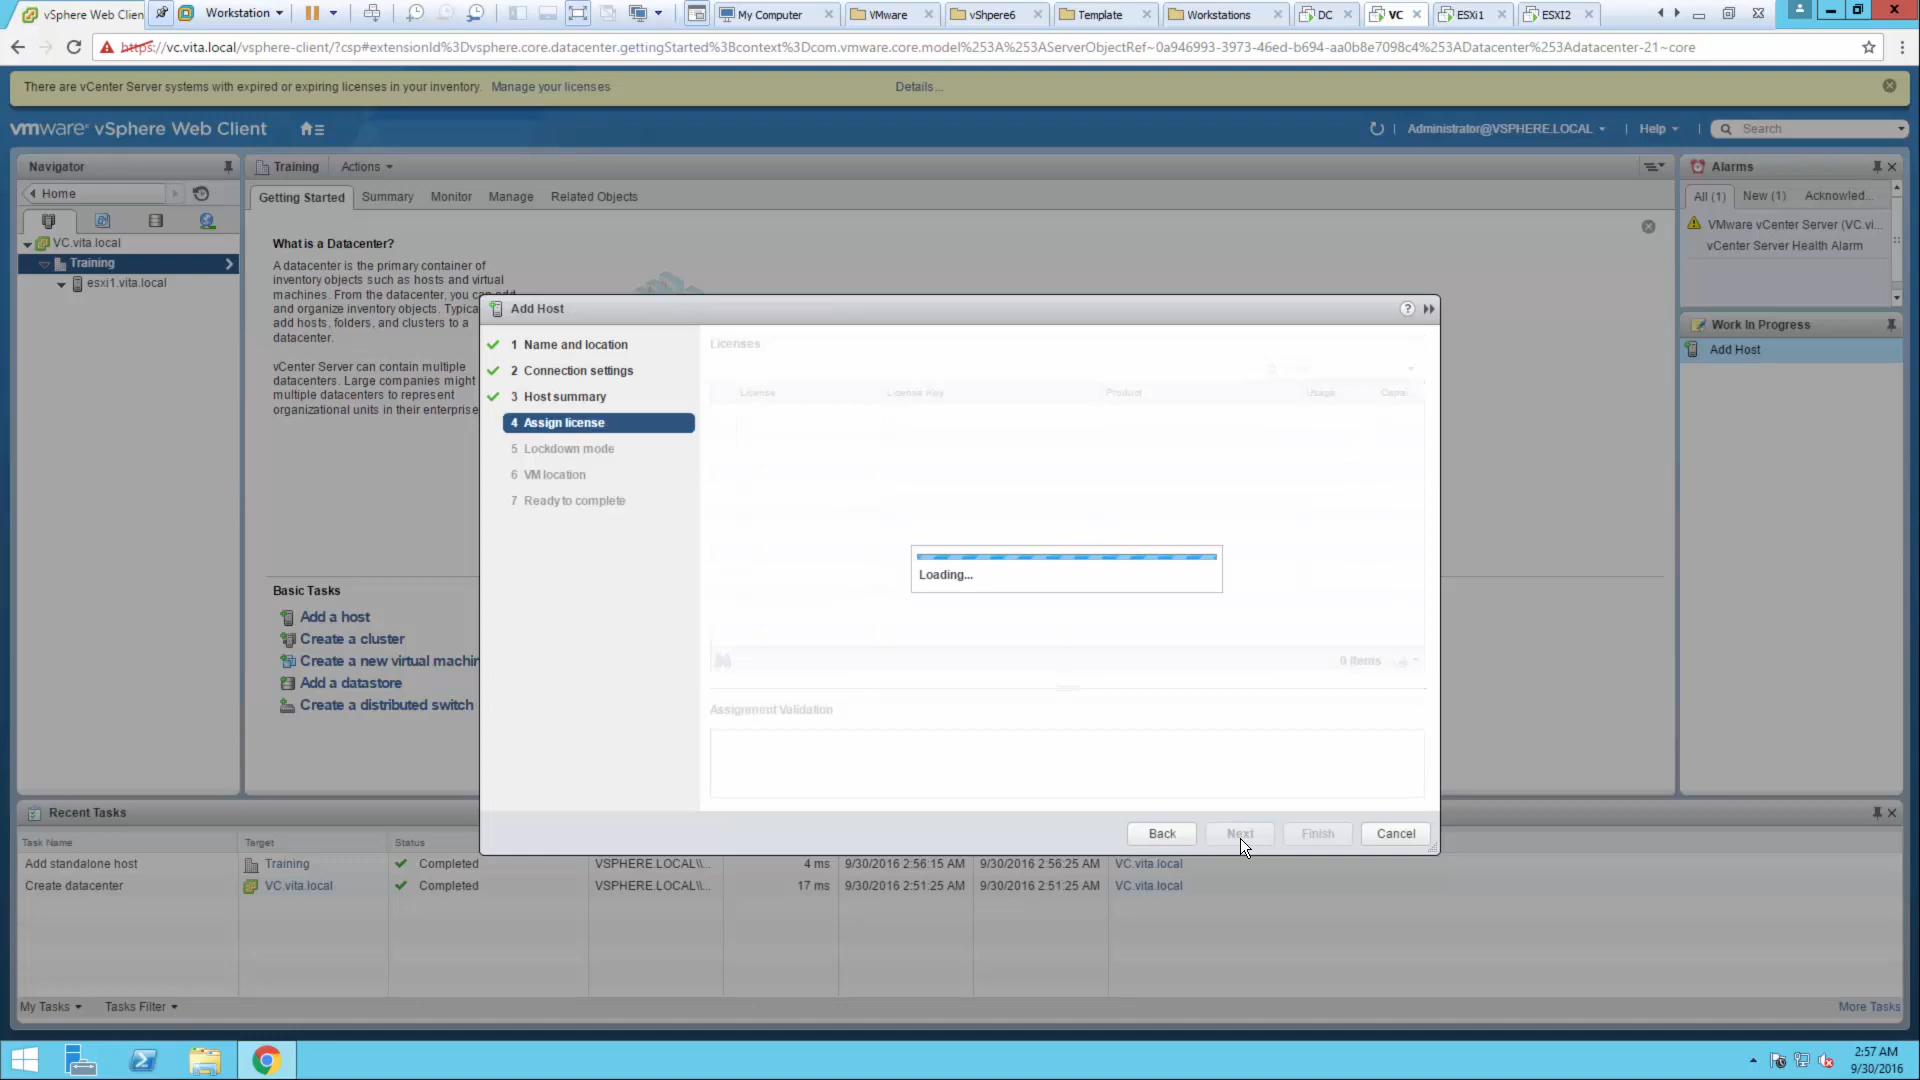 vSphere Web Clien
Workstation
My Computer
VMware
vShpere6
Template
Workstations
DC
VC
ESXi1
ESXI2
https://vc.vita.local/vsphere-client/?csp#extensionId%3Dvsphere.core.datacenter.gettingStarted%3Bcontext%3Dcom.vmware.core.model%253A%253AServerObjectRef~0a946993-3973-46ed-b694-aa0b8e7098c4%253ADatacenter%253Adatacenter-21~core
There are vCenter Server systems with expired or expiring licenses in your inventory. Manage your licenses Details...
vmware vSphere Web Client
Administrator@VSPHERE.LOCAL
Help
Search
Navigator
Home
VC.vita.local
Training
esxi1.vita.local
Training Actions
Getting Started Summary Monitor Manage Related Objects
What is a Datacenter?
A datacenter is the primary container of
inventory objects such as hosts and virtual
machines. From the datacenter, you can add
and organize inventory objects. Typica
add hosts, folders, and clusters to a
datacenter.
vCenter Server can contain multiple
datacenters. Large companies might
multiple datacenters to represent
organizational units in their enterprise
Basic Tasks
Add a host
Create a cluster
Create a new virtual machin
Add a datastore
Create a distributed switch
Add Host
?
1 Name and location
2 Connection settings
3 Host summary
4 Assign license
5 Lockdown mode
6 VM location
7 Ready to complete
Licenses
License License Key Product Usage Capa
Loading...
0 items
Assignment Validation
Back Next Finish Cancel
Alarms
All (1) New (1) Acknowled...
VMware vCenter Server (VC.vi...
vCenter Server Health Alarm
Work In Progress
Add Host
Recent Tasks
Task Name Target Status
Add standalone host Training Completed VSPHERE.LOCAL\\... 4 ms 9/30/2016 2:56:15 AM 9/30/2016 2:56:25 AM VC.vita.local
Create datacenter VC.vita.local Completed VSPHERE.LOCAL\\... 17 ms 9/30/2016 2:51:25 AM 9/30/2016 2:51:25 AM VC.vita.local
My Tasks Tasks Filter More Tasks
2:57 AM
9/30/2016